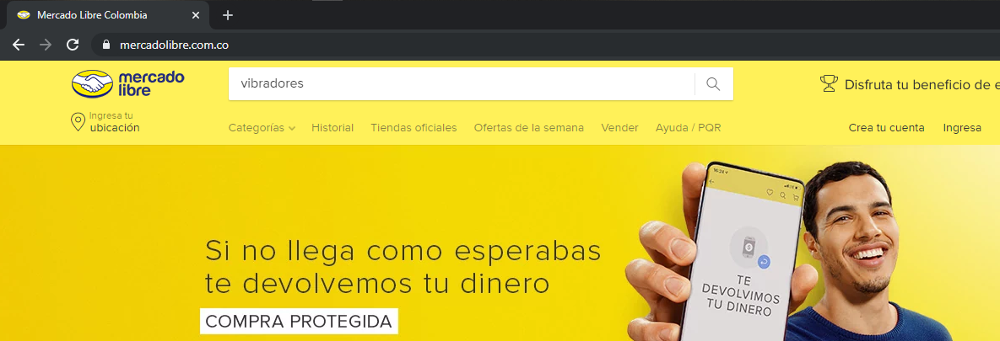 Mercado Libre Colombia
mercadolibre.com.co
mercado
libre
vibradores
Disfruta tu beneficio de e
Ingresa tu
ubicación
Categorías Historial Tiendas oficiales Ofertas de la semana Vender Ayuda / PQR Crea tu cuenta Ingresa
16:24
Si no llega como esperabas
te devolvemos tu dinero
COMPRA PROTEGIDA
TE
DEVOLVIMOS
TU DINERO